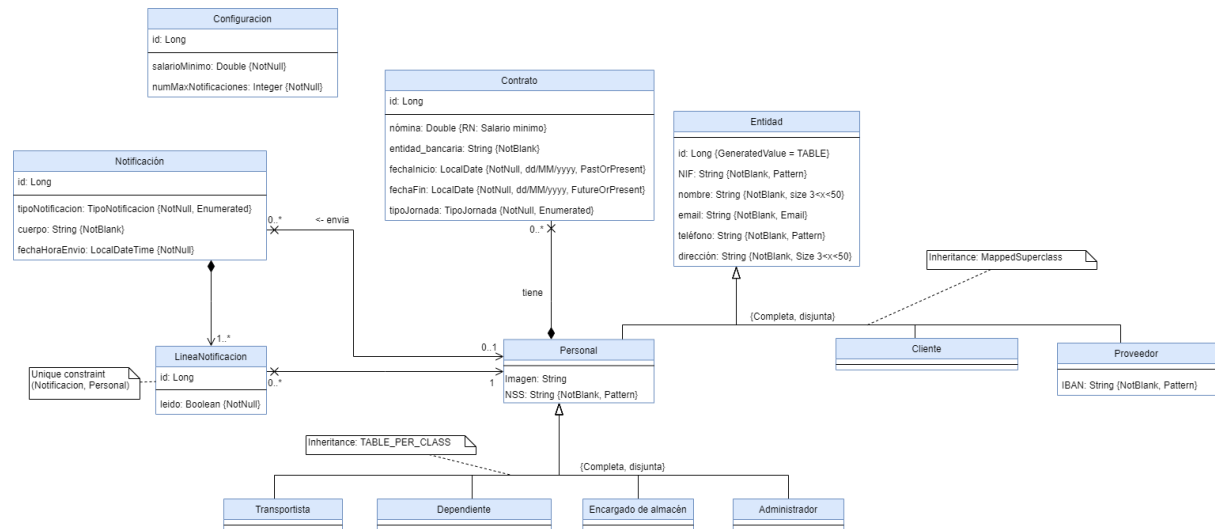 Configuracion
id: Long
salarioMinimo: Double {NotNull}
numMaxNotificaciones: Integer {NotNull}
Contrato
id: Long
nómina: Double {RN: Salario minimo}
entidad_bancaria: String {NotBlank}
fechaInicio: LocalDate {NotNull, dd/MM/yyyy, PastOrPresent}
fechaFin: LocalDate {NotNull, dd/MM/yyyy, FutureOrPresent}
tipoJornada: TipoJornada {NotNull, Enumerated}
Entidad
id: Long {GeneratedValue = TABLE}
NIF: String {NotBlank, Pattern}
nombre: String {NotBlank, size 3<x<50}
email: String {NotBlank, Email}
teléfono: String {NotBlank, Pattern}
dirección: String {NotBlank, Size 3<x<50}
Notificación
id: Long
tipoNotificacion: TipoNotificacion {NotNull, Enumerated}
cuerpo: String {NotBlank}
fechaHoraEnvio: LocalDateTime {NotNull}
0..*
<- envia
0..*
tiene
Inheritance: MappedSuperclass
{Completa, disjunta}
1..*
0..1
LineaNotificacion
id: Long
leido: Boolean {NotNull}
Unique constraint
(Notificacion, Personal)
0..*
1
Personal
Imagen: String
NSS: String {NotBlank, Pattern}
Cliente
Proveedor
IBAN: String {NotBlank, Pattern}
Inheritance: TABLE_PER_CLASS
{Completa, disjunta}
Transportista
Dependiente
Encargado de almacén
Administrador